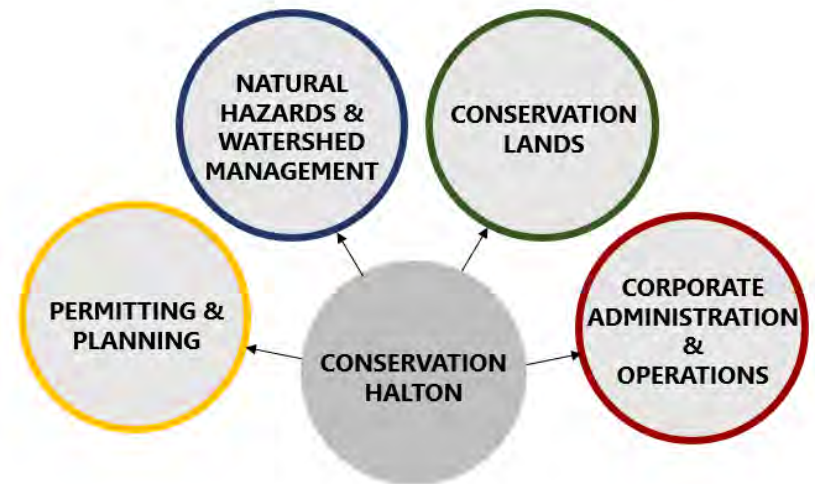 NATURAL
HAZARDS &
WATERSHED
MANAGEMENT
CONSERVATION
LANDS
PERMITTING &
PLANNING
CORPORATE
ADMINISTRATION
&
OPERATIONS
CONSERVATION
HALTON